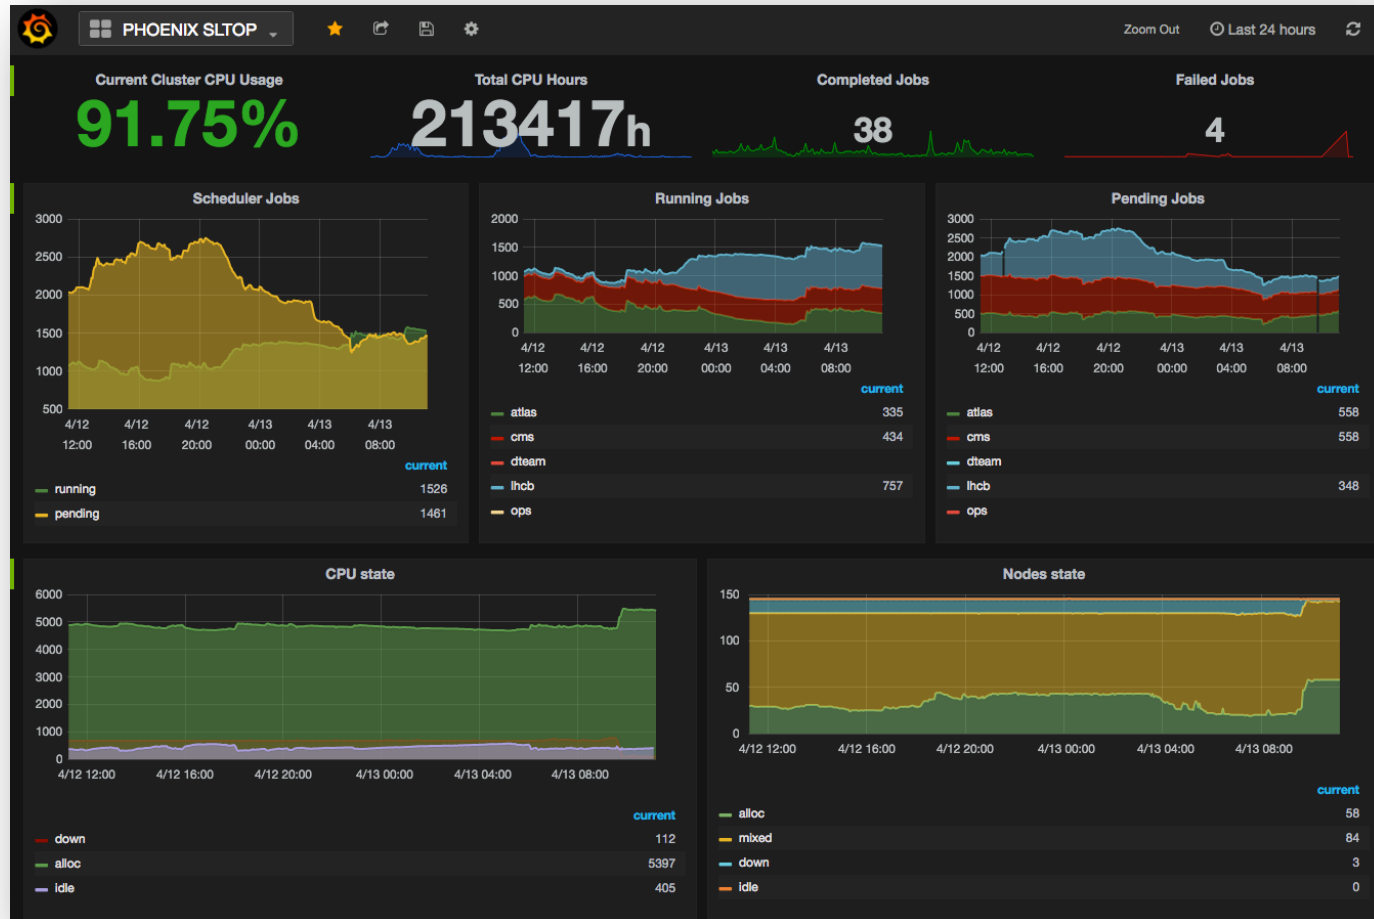 PHOENIX SLTOP
Zoom Out
Last 24 hours
Current Cluster CPU Usage
91.75%
Total CPU Hours
213417h
Completed Jobs
38
Failed Jobs
4
Scheduler Jobs
3000
2500
2000
1500
1000
500
4/12 4/12 4/12 4/13 4/13 4/13
12:00 16:00 20:00 00:00 04:00 08:00
current
running 1526
pending 1461
Running Jobs
2000
1500
1000
500
0
4/12 4/12 4/12 4/13 4/13 4/13
12:00 16:00 20:00 00:00 04:00 08:00
current
atlas 335
cms 434
dteam
lhcb 757
ops
Pending Jobs
3000
2500
2000
1500
1000
500
0
4/12 4/12 4/12 4/13 4/13 4/13
12:00 16:00 20:00 00:00 04:00 08:00
current
atlas 558
cms 558
dteam
lhcb 348
ops
CPU state
6000
5000
4000
3000
2000
1000
0
4/12 12:00 4/12 16:00 4/12 20:00 4/13 00:00 4/13 04:00 4/13 08:00
current
down 112
alloc 5397
idle 405
Nodes state
150
100
50
0
4/12 12:00 4/12 16:00 4/12 20:00 4/13 00:00 4/13 04:00 4/13 08:00
current
alloc 58
mixed 84
down 3
idle 0